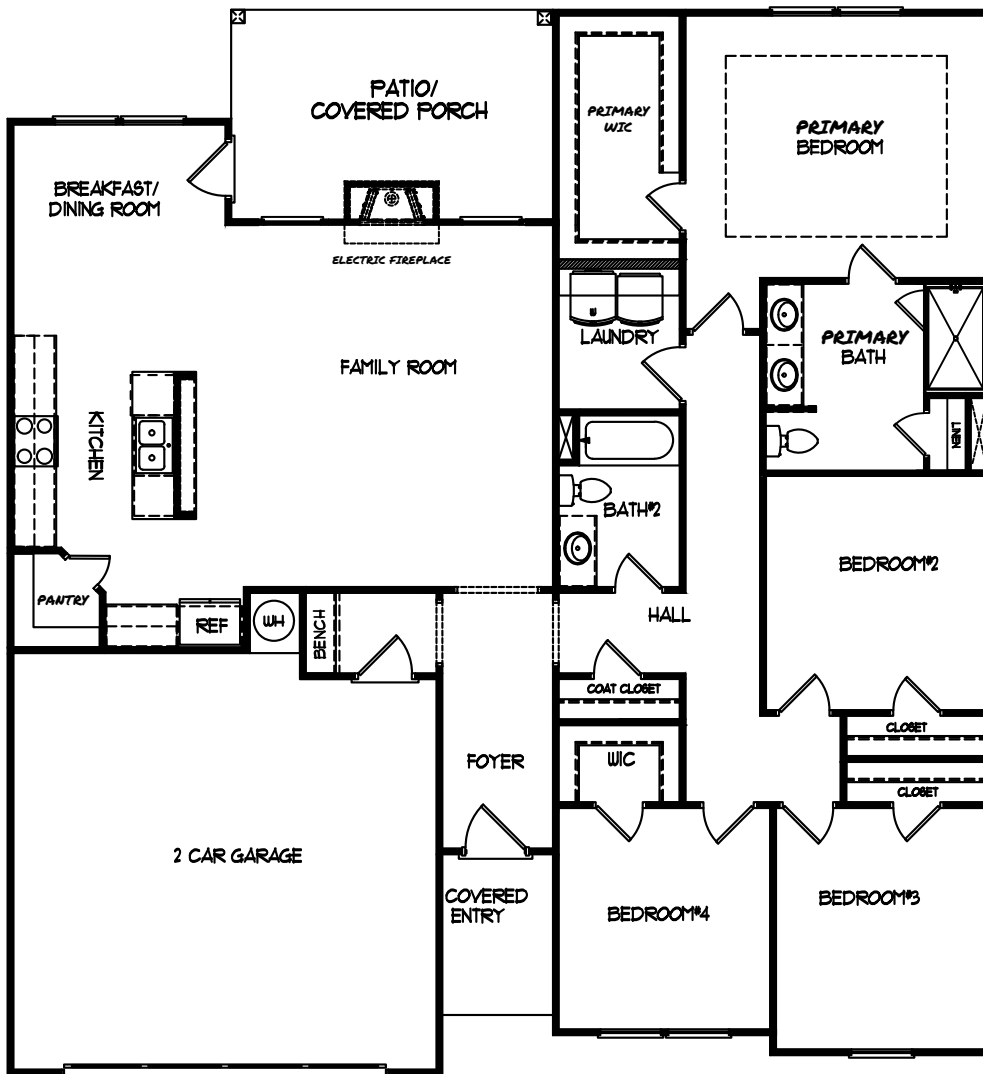 PATIO/
COVERED PORCH
PRIMARY
WIC
PRIMARY
BEDROOM
BREAKFAST/
DINING ROOM
ELECTRIC FIREPLACE
W
LAUNDRY
PRIMARY
BATH
FAMILY ROOM
KITCHEN
LINEN
BATH#2
BEDROOM#2
PANTRY
REF
WH
BENCH
HALL
COAT CLOSET
CLOSET
FOYER
WIC
CLOSET
2 CAR GARAGE
COVERED
ENTRY
BEDROOM#4
BEDROOM#3